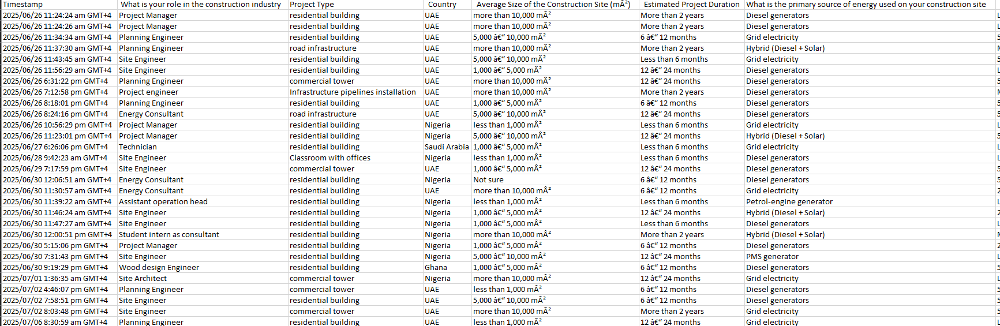 Timestamp What is your role in the construction industry Project Type Country Average Size of the Construction Site (mÂ²) Estimated Project Duration What is the primary source of energy used on your construction site
2025/06/26 11:24:24 am GMT+4 Project Manager residential building UAE more than 10,000 mÂ² More than 2 years Diesel generators L
2025/06/26 11:24:26 am GMT+4 Project Manager residential building UAE more than 10,000 mÂ² More than 2 years Diesel generators L
2025/06/26 11:34:34 am GMT+4 Planning Engineer residential building UAE 5,000 â€“ 10,000 mÂ² 6 â€“ 12 months Grid electricity 5
2025/06/26 11:37:30 am GMT+4 Planning Engineer road infrastructure UAE more than 10,000 mÂ² More than 2 years Hybrid (Diesel + Solar)
2025/06/26 11:43:45 am GMT+4 Site Engineer residential building UAE 5,000 â€“ 10,000 mÂ² Less than 6 months Grid electricity 5
2025/06/26 11:56:29 am GMT+4 Site Engineer residential building UAE 1,000 â€“ 5,000 mÂ² 12 â€“ 24 months Diesel generators L
2025/06/26 6:31:22 pm GMT+4 Planning Engineer commercial tower UAE more than 10,000 mÂ² 12 â€“ 24 months Diesel generators 5
2025/06/26 7:12:58 pm GMT+4 Project engineer Infrastructure pipelines installation UAE more than 10,000 mÂ² More than 2 years Diesel generators
2025/06/26 8:18:01 pm GMT+4 Planning Engineer residential building UAE 1,000 â€“ 5,000 mÂ² 6 â€“ 12 months Diesel generators 5
2025/06/26 8:24:16 pm GMT+4 Energy Consultant road infrastructure UAE 5,000 â€“ 10,000 mÂ² 12 â€“ 24 months Diesel generators 5
2025/06/26 10:56:29 pm GMT+4 Project Manager residential building Nigeria less than 1,000 mÂ² Less than 6 months Grid electricity L
2025/06/26 11:23:01 pm GMT+4 Project Manager residential building Nigeria 5,000 â€“ 10,000 mÂ² 12 â€“ 24 months Hybrid (Diesel + Solar) 5
2025/06/27 6:26:06 pm GMT+4 Technician residential building Saudi Arabia 1,000 â€“ 5,000 mÂ² Less than 6 months Grid electricity L
2025/06/28 9:42:23 am GMT+4 Site Engineer Classroom with offices Nigeria less than 1,000 mÂ² Less than 6 months Diesel generators L
2025/06/29 7:17:59 pm GMT+4 Site Engineer commercial tower UAE 1,000 â€“ 5,000 mÂ² 12 â€“ 24 months Diesel generators 5
2025/06/30 12:06:51 am GMT+4 Energy Consultant residential building Nigeria Not sure 6 â€“ 12 months Diesel generators 5
2025/06/30 11:30:57 am GMT+4 Energy Consultant residential building UAE more than 10,000 mÂ² 6 â€“ 12 months Grid electricity 2
2025/06/30 11:39:22 am GMT+4 Assistant operation head residential building Nigeria less than 1,000 mÂ² Less than 6 months Petrol-engine generator L
2025/06/30 11:46:24 am GMT+4 Site Engineer residential building Nigeria 1,000 â€“ 5,000 mÂ² 12 â€“ 24 months Hybrid (Diesel + Solar) 2
2025/06/30 11:47:27 am GMT+4 Site Engineer residential building Nigeria 1,000 â€“ 5,000 mÂ² Less than 6 months Diesel generators L
2025/06/30 12:00:51 pm GMT+4 Student intern as consultant residential building Nigeria more than 10,000 mÂ² More than 2 years Hybrid (Diesel + Solar)
2025/06/30 5:15:06 pm GMT+4 Project Manager residential building Nigeria 1,000 â€“ 5,000 mÂ² 6 â€“ 12 months Diesel generators 2
2025/06/30 7:31:43 pm GMT+4 Site Engineer residential building Nigeria 5,000 â€“ 10,000 mÂ² 12 â€“ 24 months PMS generator L
2025/06/30 9:19:29 pm GMT+4 Wood design Engineer residential building Ghana 1,000 â€“ 5,000 mÂ² 6 â€“ 12 months Diesel generators 5
2025/07/01 1:36:35 am GMT+4 Site Architect commercial tower Nigeria more than 10,000 mÂ² 12 â€“ 24 months Grid electricity L
2025/07/02 4:46:07 pm GMT+4 Planning Engineer commercial tower UAE less than 1,000 mÂ² 6 â€“ 12 months Diesel generators L
2025/07/02 7:58:51 pm GMT+4 Site Engineer residential building UAE 5,000 â€“ 10,000 mÂ² 6 â€“ 12 months Diesel generators 5
2025/07/02 8:03:48 pm GMT+4 Site Engineer commercial tower UAE more than 10,000 mÂ² More than 2 years Grid electricity 5
2025/07/06 8:30:59 am GMT+4 Planning Engineer residential building UAE less than 1,000 mÂ² 12 â€“ 24 months Grid electricity L